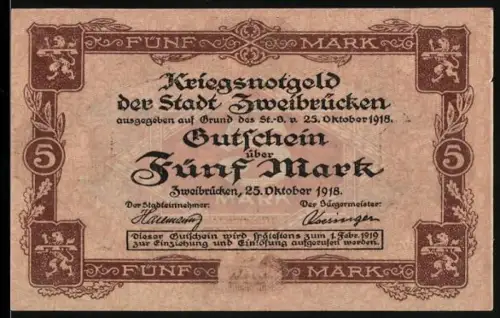 FÜNF MARK
Kriegsnotgeld
der Stadt Zweibrücken
ausgegeben auf Grund des St.-B. v. 25. Oktober 1918.
Gutschein
über
5 Fünf Mark 5
MARK
Zweibrücken, 25. Oktober 1918.
Der Stadteinnehmer: Der Bürgermeister:
Dieser Gutschein wird spätestens zum 1. Febr. 1919
zur Einziehung und Einlösung aufgerufen werden.
FÜNF MARK